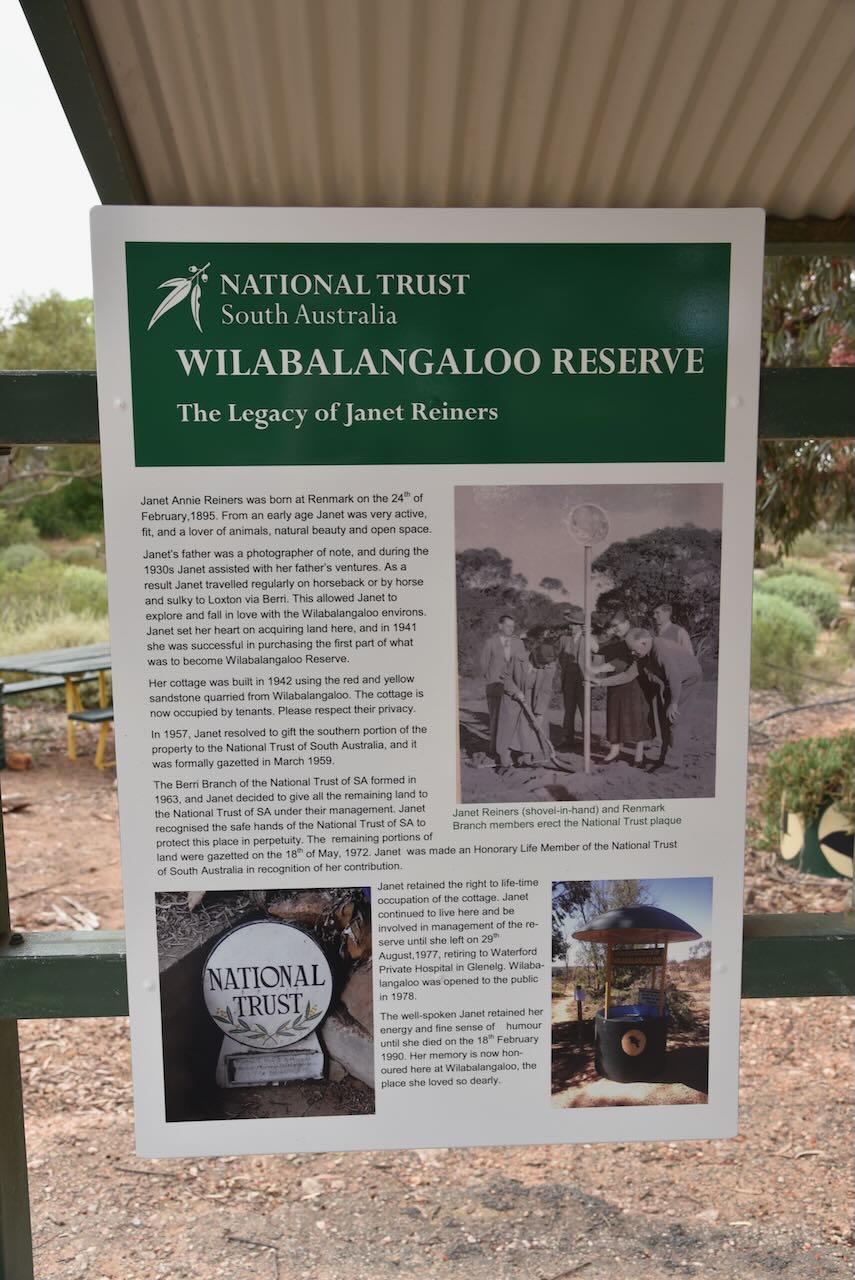 NATIONAL TRUST
South Australia
WILABALANGALOO RESERVE
The Legacy of Janet Reiners
Janet Annie Reiners was born at Renmark on the 24th of
February,1895. From an early age Janet was very active,
fit, and a lover of animals, natural beauty and open space.
Janet's father was a photographer of note, and during the
1930s Janet assisted with her father's ventures. As a
result Janet travelled regularly on horseback or by horse
and sulky to Loxton via Berri. This allowed Janet to
explore and fall in love with the Wilabalangaloo environs.
Janet set her heart on acquiring land here, and in 1941
she was successful in purchasing the first part of what
was to become Wilabalangaloo Reserve.
Her cottage was built in 1942 using the red and yellow
sandstone quarried from Wilabalangaloo. The cottage is
now occupied by tenants. Please respect their privacy.
In 1957, Janet resolved to gift the southern portion of the
property to the National Trust of South Australia, and it
was formally gazetted in March 1959.
The Berri Branch of the National Trust of SA formed in
1963, and Janet decided to give all the remaining land to
the National Trust of SA under their management. Janet
recognised the safe hands of the National Trust of SA to
protect this place in perpetuity. The remaining portions of
land were gazetted on the 18th of May, 1972. Janet was made an Honorary Life Member of the National Trust
of South Australia in recognition of her contribution.
Janet Reiners (shovel-in-hand) and Renmark
Branch members erect the National Trust plaque
Janet retained the right to life-time
occupation of the cottage. Janet
continued to live here and be
involved in management of the re-
serve until she left on 29th
August,1977, retiring to Waterford
Private Hospital in Glenelg. Wilaba-
langaloo was opened to the public
in 1978.
The well-spoken Janet retained her
energy and fine sense of humour
until she died on the 18th February
1990. Her memory is now hon-
oured here at Wilabalangaloo, the
place she loved so dearly.
NATIONAL
TRUST
WILABALANGALOO